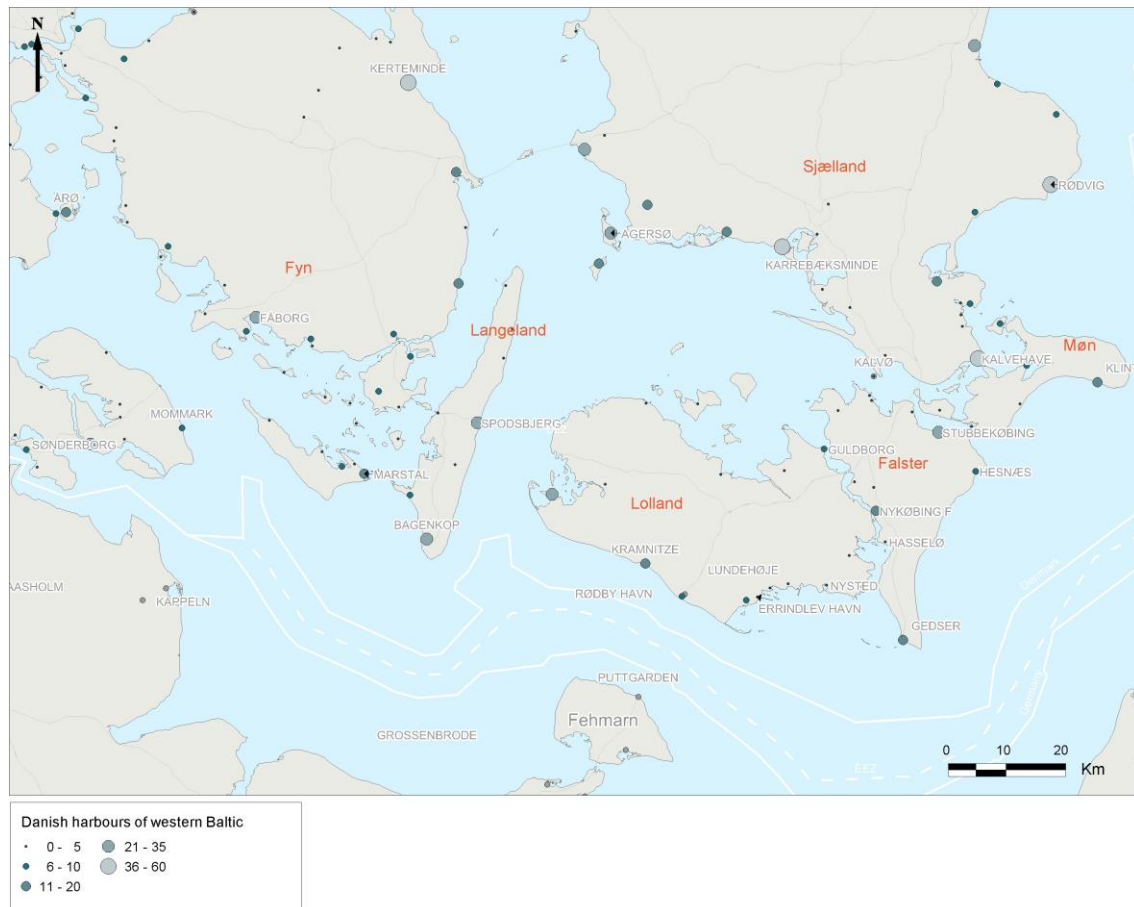 N
KERTEMINDE
Sjælland
RØDVIG
ÅRØ
AGERSØ
KARREBÆKSMINDE
Fyn
FÅBORG
Langeland
Møn
KALVEHAVE
KALVØ
KLINT
MOMMARK
SPODSBJERG
STUBBEKØBING
SØNDERBORG
GULDBORG
Falster
HESNÆS
MARSTAL
Lolland
NYKØBING F
BAGENKOP
HASSELØ
KRAMNITZE
LUNDEHØJE
NYSTED
Denmark
AASHOLM
KAPPELN
RØDBY HAVN
ERRINDLEV HAVN
GEDSER
PUTTGARDEN
Germany
Fehmarn
GROSSENBRODE
EEZ
0 10 20
Km
Danish harbours of western Baltic
0 - 5
6 - 10
11 - 20
21 - 35
36 - 60